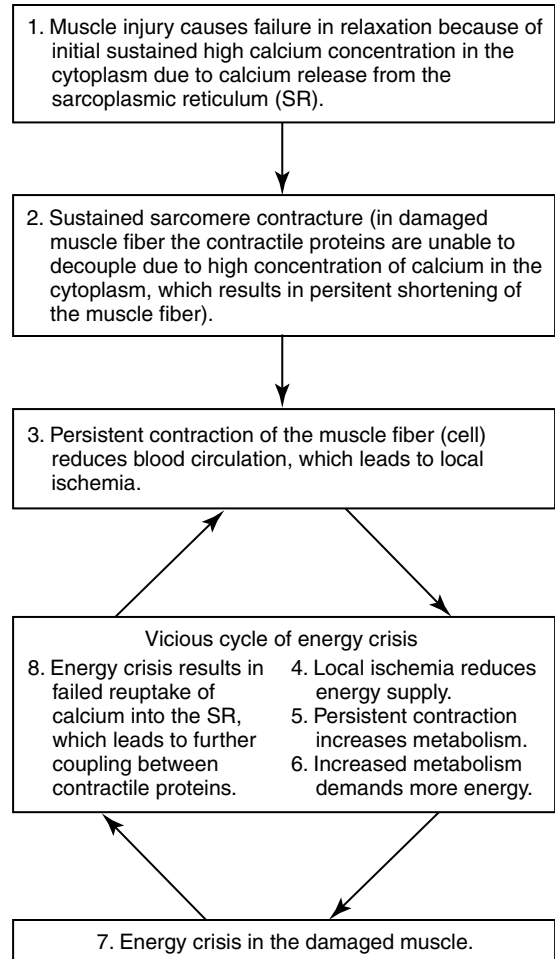 1. Muscle injury causes failure in relaxation because of
initial sustained high calcium concentration in the
cytoplasm due to calcium release from the
sarcoplasmic reticulum (SR).
2. Sustained sarcomere contracture (in damaged
muscle fiber the contractile proteins are unable to
decouple due to high concentration of calcium in the
cytoplasm, which results in persitent shortening of
the muscle fiber).
3. Persistent contraction of the muscle fiber (cell)
reduces blood circulation, which leads to local
ischemia.
Vicious cycle of energy crisis
8. Energy crisis results in
failed reuptake of
calcium into the SR,
which leads to further
coupling between
contractile proteins.
4. Local ischemia reduces
energy supply.
5. Persistent contraction
increases metabolism.
6. Increased metabolism
demands more energy.
7. Energy crisis in the damaged muscle.